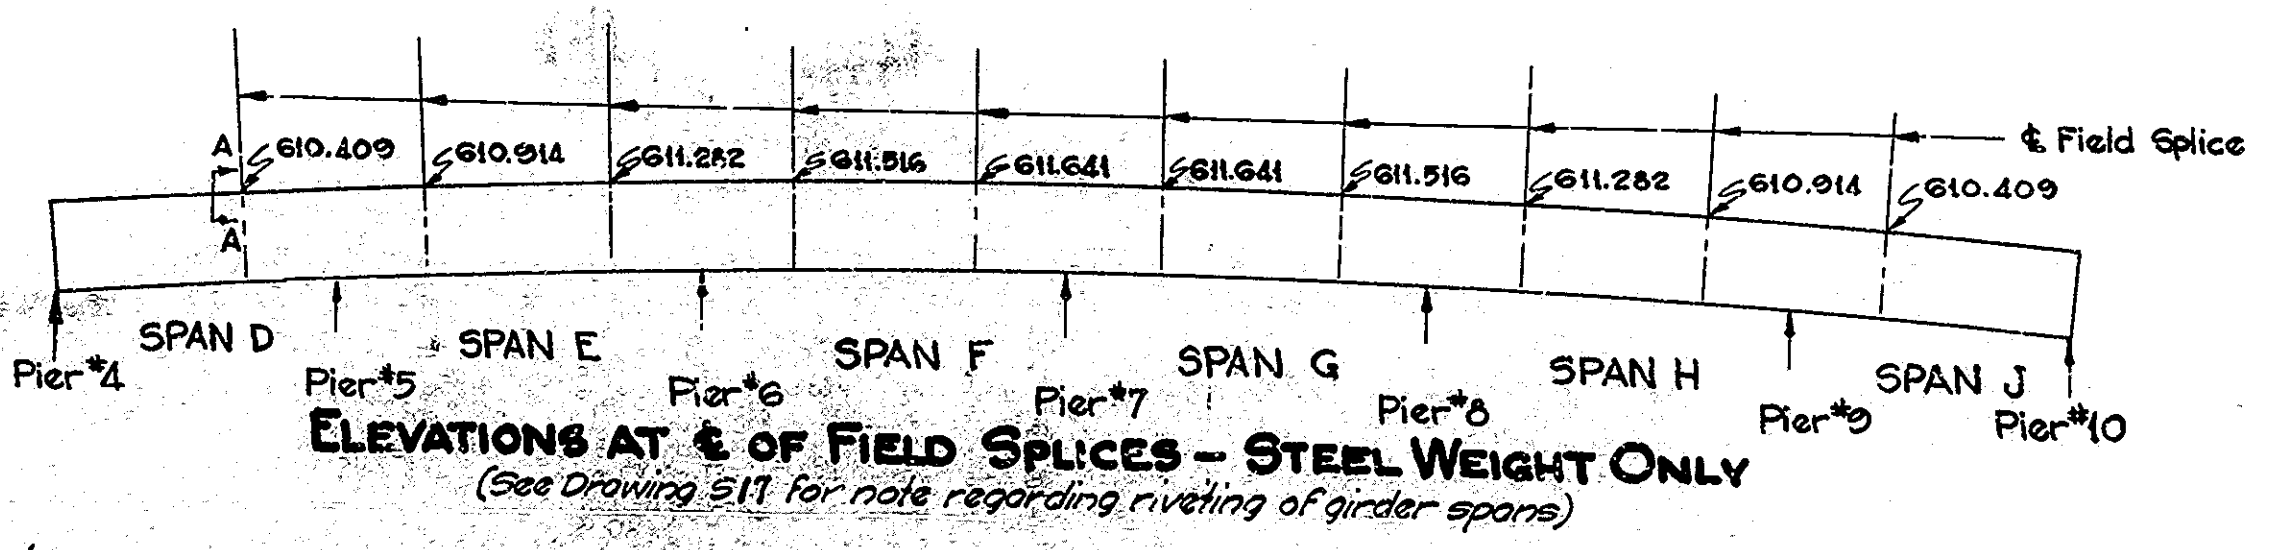 ℄ Field Splice
A
610.409
610.914
611.282
611.516
611.641
611.641
611.516
611.282
610.914
610.409
A
SPAN D
SPAN E
SPAN F
SPAN G
SPAN H
SPAN J
Pier #4
Pier #5
Pier #6
Pier #7
Pier #8
Pier #9
Pier #10
ELEVATIONS AT ℄ OF FIELD SPLICES – STEEL WEIGHT ONLY
(See Drawing S17 for note regarding riveting of girder spans)